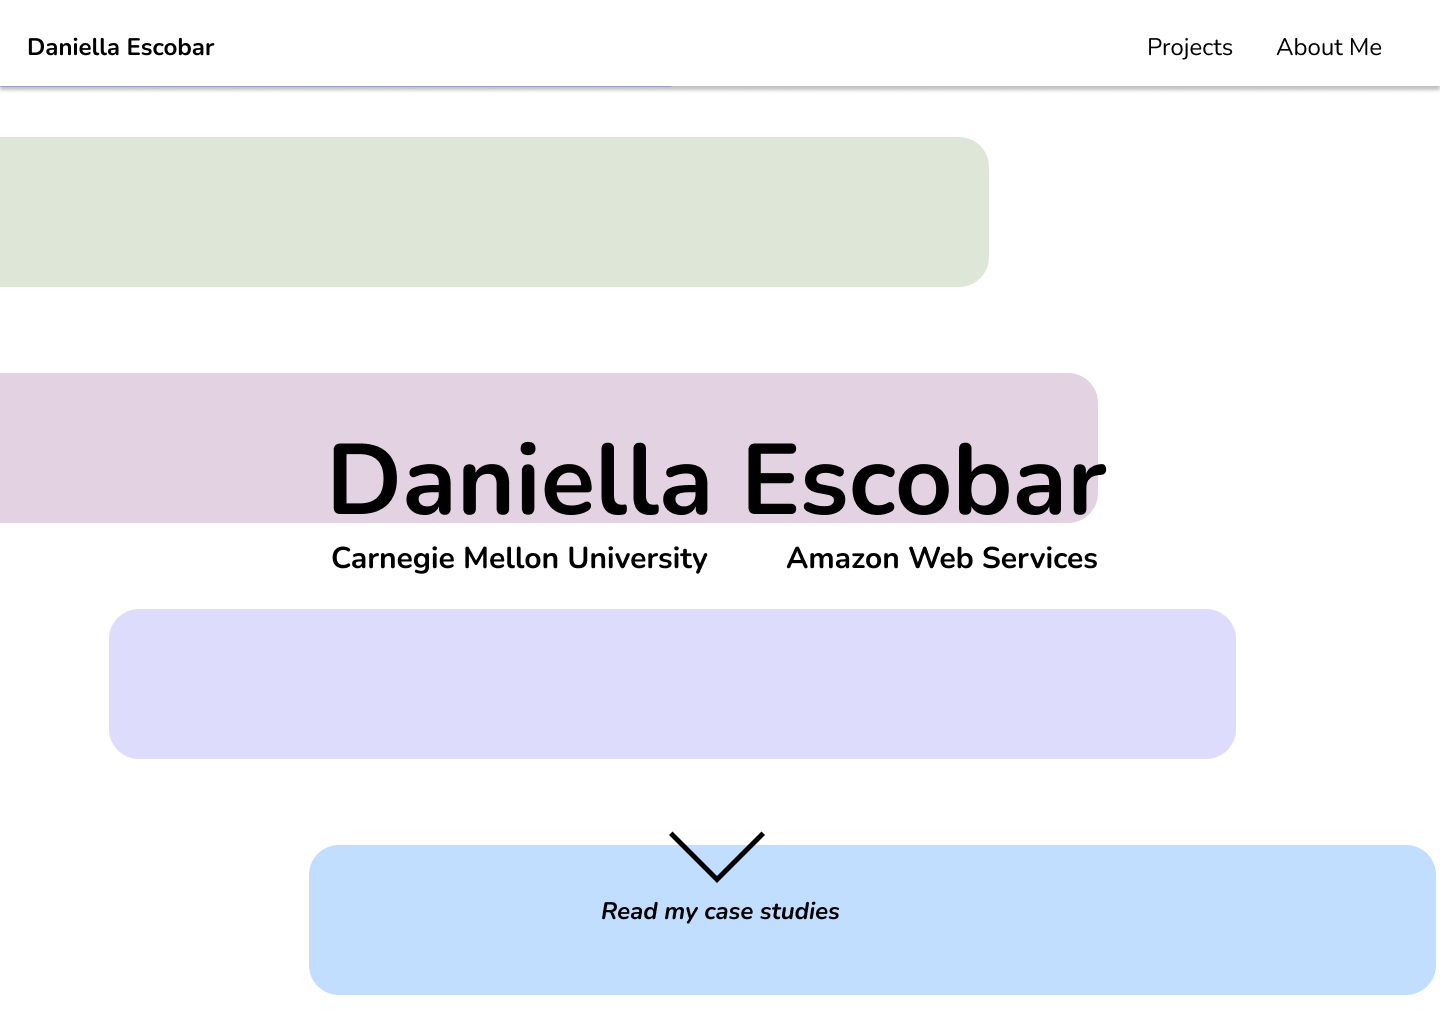 Daniella Escobar
Projects
About Me
Daniella Escobar
Carnegie Mellon University
Amazon Web Services
Read my case studies